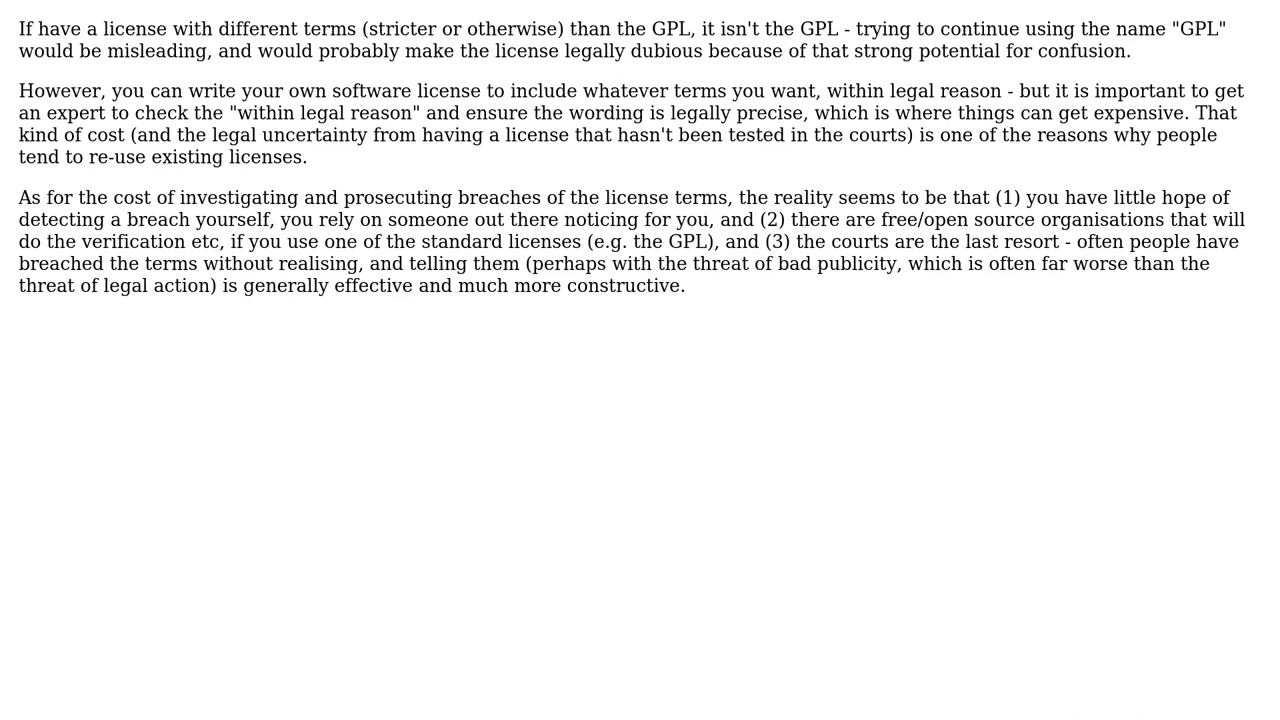 If have a license with different terms (stricter or otherwise) than the GPL, it isn't the GPL - trying to continue using the name "GPL"
would be misleading, and would probably make the license legally dubious because of that strong potential for confusion.
However, you can write your own software license to include whatever terms you want, within legal reason - but it is important to get
an expert to check the "within legal reason" and ensure the wording is legally precise, which is where things can get expensive. That
kind of cost (and the legal uncertainty from having a license that hasn't been tested in the courts) is one of the reasons why people
tend to re-use existing licenses.
As for the cost of investigating and prosecuting breaches of the license terms, the reality seems to be that (1) you have little hope of
detecting a breach yourself, you rely on someone out there noticing for you, and (2) there are free/open source organisations that will
do the verification etc, if you use one of the standard licenses (e.g. the GPL), and (3) the courts are the last resort - often people have
breached the terms without realising, and telling them (perhaps with the threat of bad publicity, which is often far worse than the
threat of legal action) is generally effective and much more constructive.